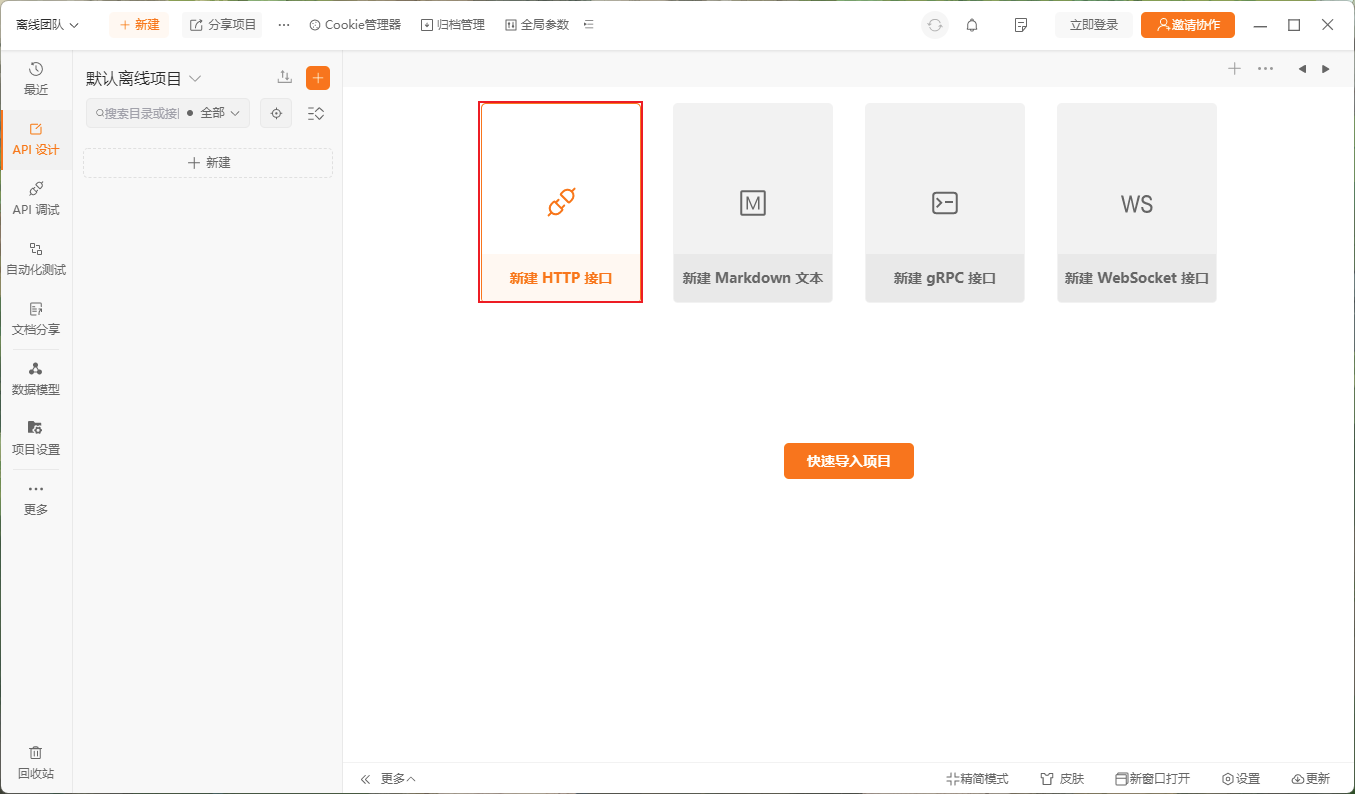 离线团队
新建
分享项目
Cookie管理器
归档管理
全局参数
立即登录
邀请协作
最近
API 设计
API 调试
自动化测试
文档分享
数据模型
项目设置
更多
回收站
默认离线项目
搜索目录或接
全部
新建
M
WS
新建 HTTP 接口
新建 Markdown 文本
新建 gRPC 接口
新建 WebSocket 接口
快速导入项目
更多
精简模式
皮肤
新窗口打开
设置
更新